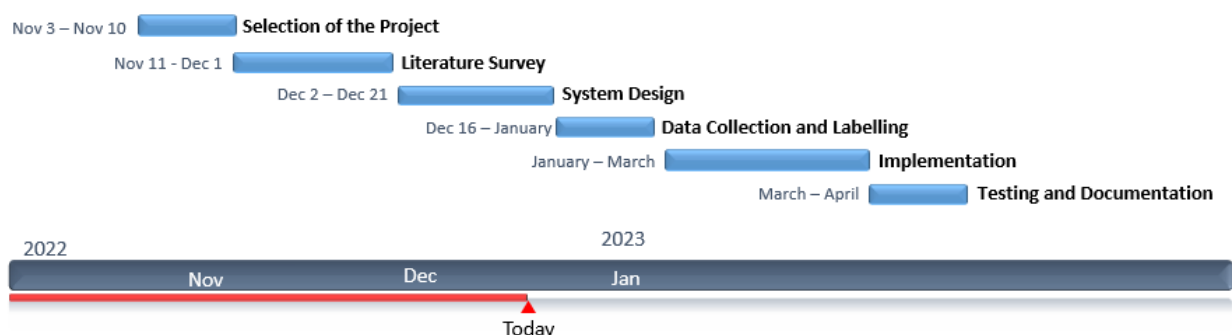 Nov 3 – Nov 10 Selection of the Project
Nov 11 - Dec 1 Literature Survey
Dec 2 – Dec 21 System Design
Dec 16 – January Data Collection and Labelling
January – March Implementation
March – April Testing and Documentation
2022 2023
Nov Dec Jan
Today